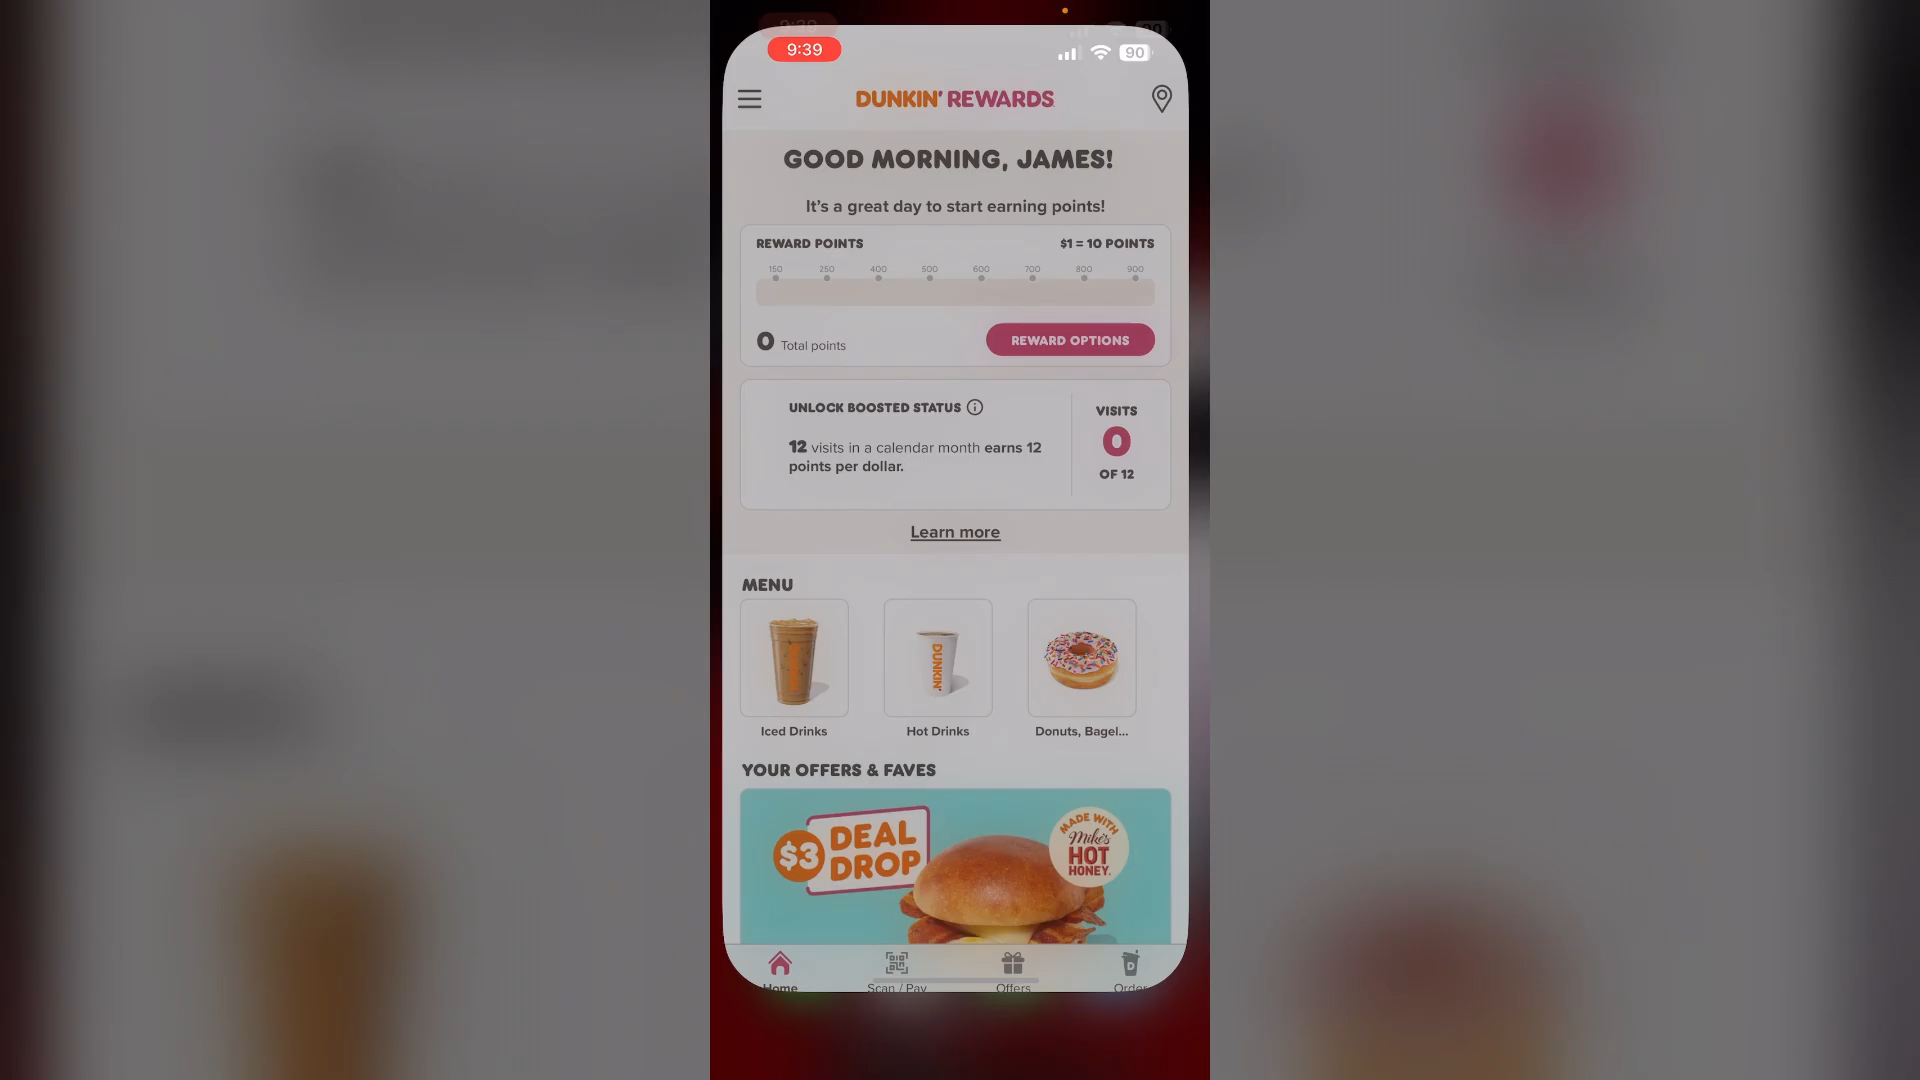 9:39
90
DUNKIN' REWARDS
GOOD MORNING, JAMES!
It's a great day to start earning points!
REWARD POINTS
$1 = 10 POINTS
150 250 400 500 600 700 800 900
0 Total points
REWARD OPTIONS
UNLOCK BOOSTED STATUS
12 visits in a calendar month earns 12
points per dollar.
VISITS
0
OF 12
Learn more
MENU
DUNKIN'
Iced Drinks
Hot Drinks
Donuts, Bagel...
YOUR OFFERS & FAVES
$3 DEAL
DROP
MADE WITH
Mike's
HOT
HONEY.
Home
Scan / Pay
Offers
Order